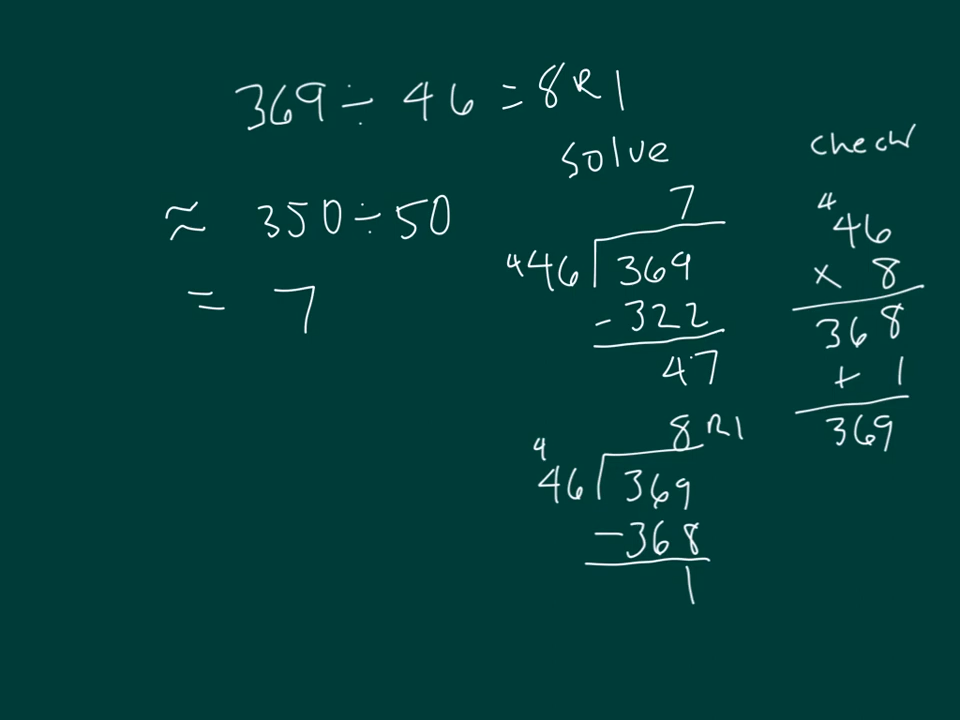 369 ÷ 46 = 8 R 1
≈ 350 ÷ 50
= 7
solve
7
4
46 369
- 322
47
8 R 1
4
46 369
- 368
1
check
4
46
x 8
368
+ 1
369